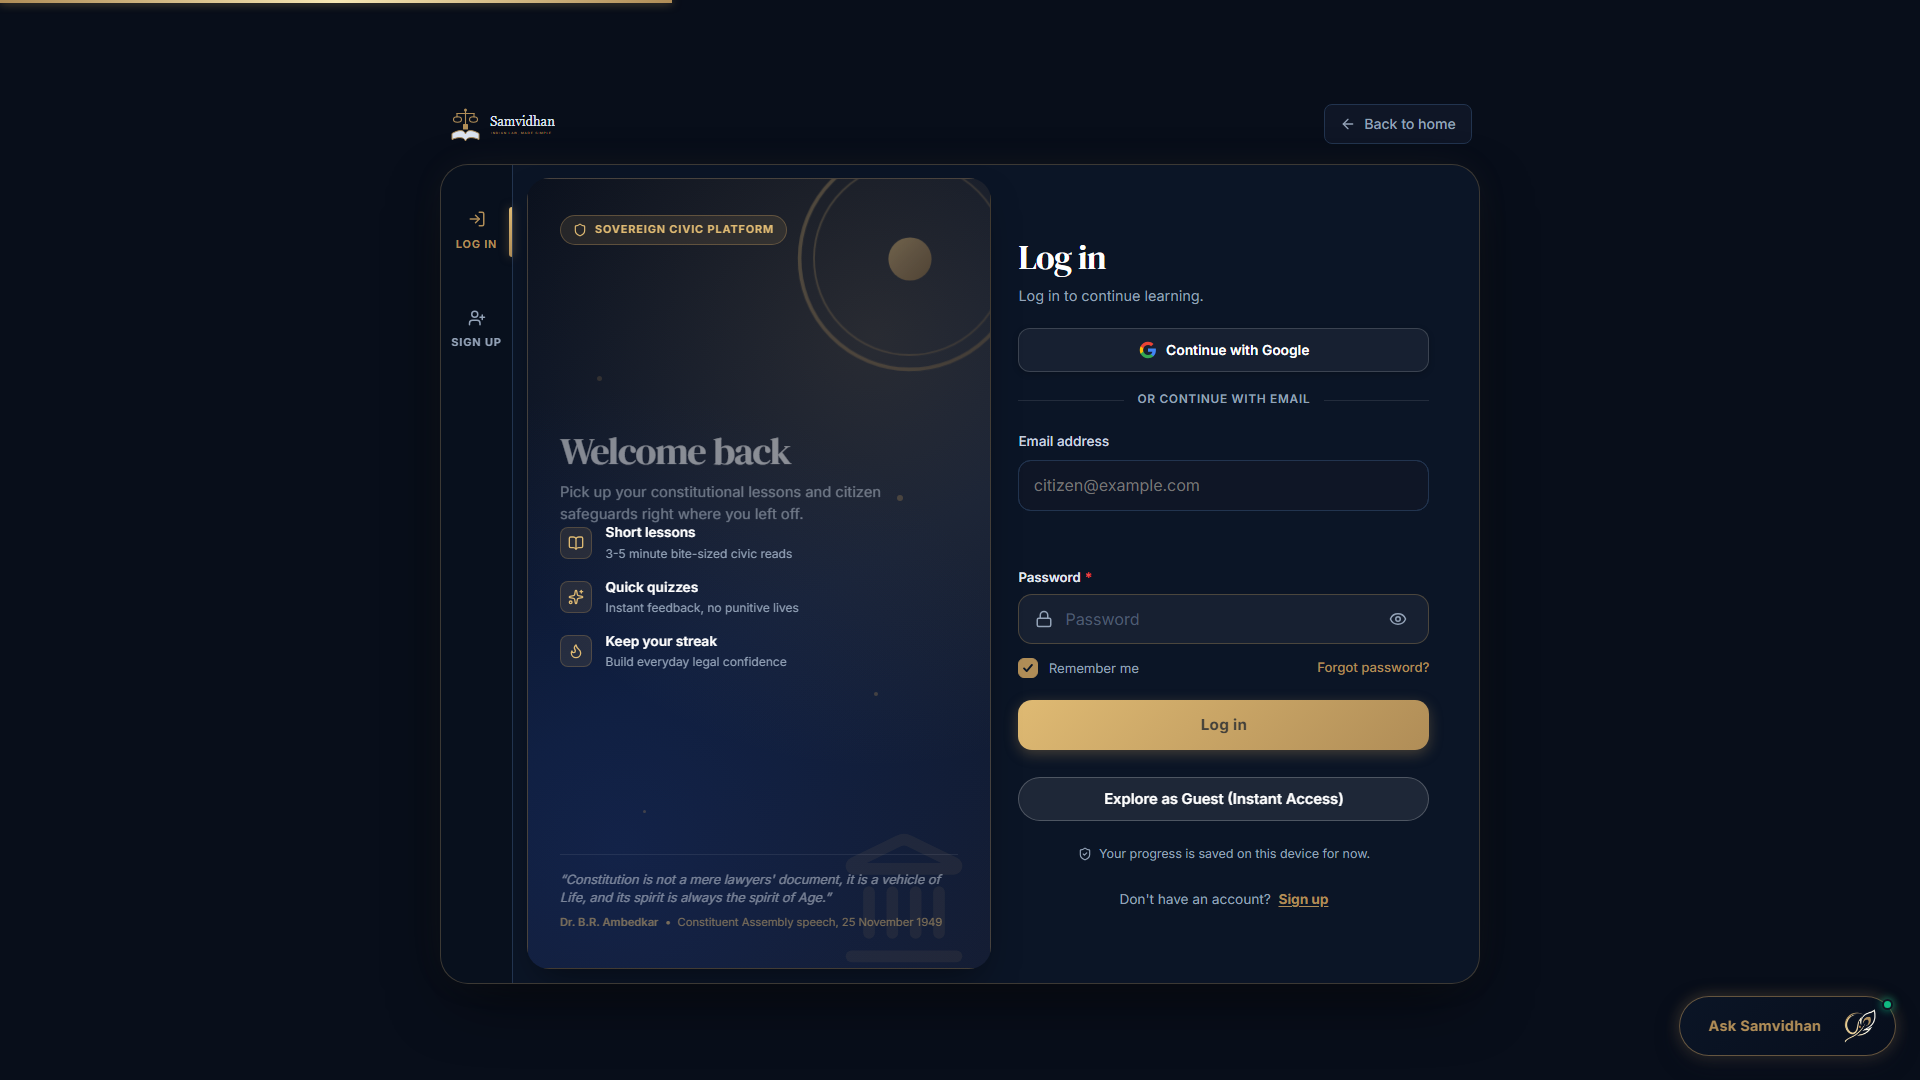 Samvidhan
INDIAN LAW, MADE SIMPLE
Back to home
LOG IN
SIGN UP
SOVEREIGN CIVIC PLATFORM
Welcome back
Pick up your constitutional lessons and citizen
safeguards right where you left off.
Short lessons
3-5 minute bite-sized civic reads
Quick quizzes
Instant feedback, no punitive lives
Keep your streak
Build everyday legal confidence
“Constitution is not a mere lawyers' document, it is a vehicle of
Life, and its spirit is always the spirit of Age.”
Dr. B.R. Ambedkar • Constituent Assembly speech, 25 November 1949
Log in
Log in to continue learning.
Continue with Google
OR CONTINUE WITH EMAIL
Email address
citizen@example.com
Password *
Password
Remember me
Forgot password?
Log in
Explore as Guest (Instant Access)
Your progress is saved on this device for now.
Don't have an account? Sign up
Ask Samvidhan